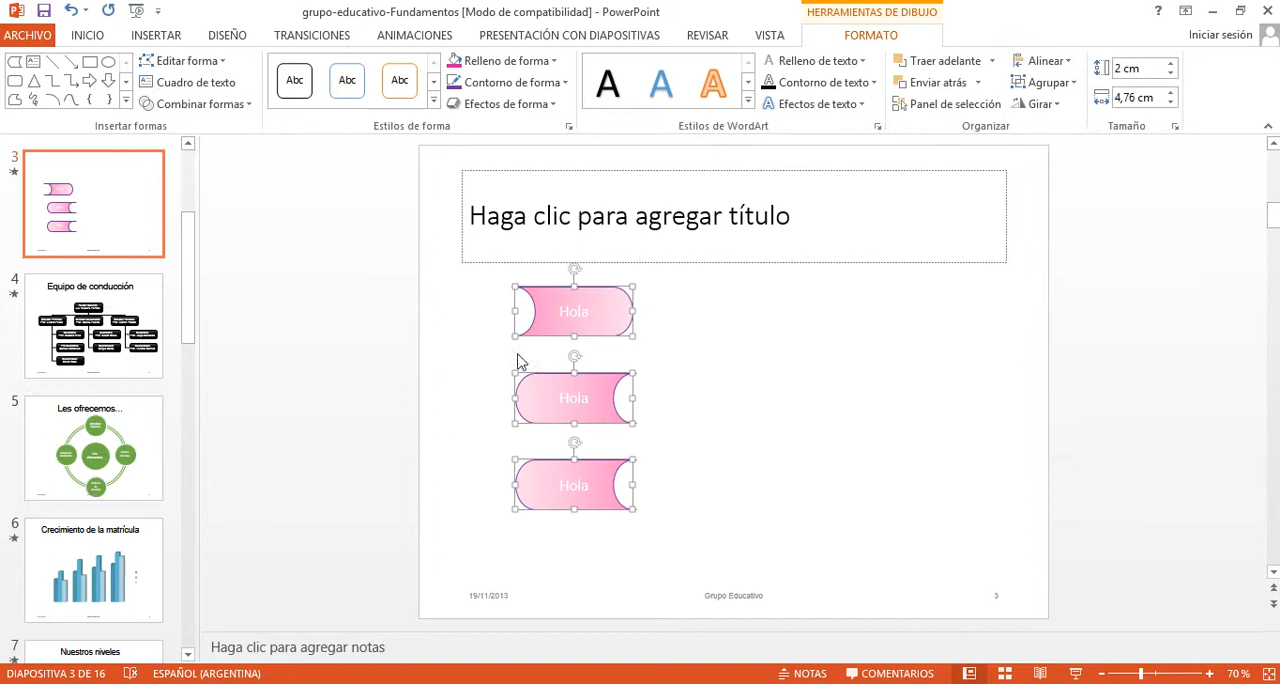 grupo-educativo-Fundamentos [Modo de compatibilidad] - PowerPoint
HERRAMIENTAS DE DIBUJO
?
ARCHIVO INICIO INSERTAR DISEÑO TRANSICIONES ANIMACIONES PRESENTACIÓN CON DIAPOSITIVAS REVISAR VISTA FORMATO Iniciar sesión
Editar forma
Cuadro de texto
Combinar formas
Insertar formas
Abc Abc Abc
Relleno de forma
Contorno de forma
Efectos de forma
Estilos de forma
A A A
Relleno de texto
Contorno de texto
Efectos de texto
Estilos de WordArt
Traer adelante
Enviar atrás
Panel de selección
Alinear
Agrupar
Girar
Organizar
2 cm
4,76 cm
Tamaño
3
4
Equipo de conducción
5
Les ofrecemos...
6
Crecimiento de la matrícula
7
Nuestros niveles
Haga clic para agregar título
Hola
Hola
Hola
19/11/2013 Grupo Educativo 3
Haga clic para agregar notas
DIAPOSITIVA 3 DE 16 ESPAÑOL (ARGENTINA) NOTAS COMENTARIOS 70 %